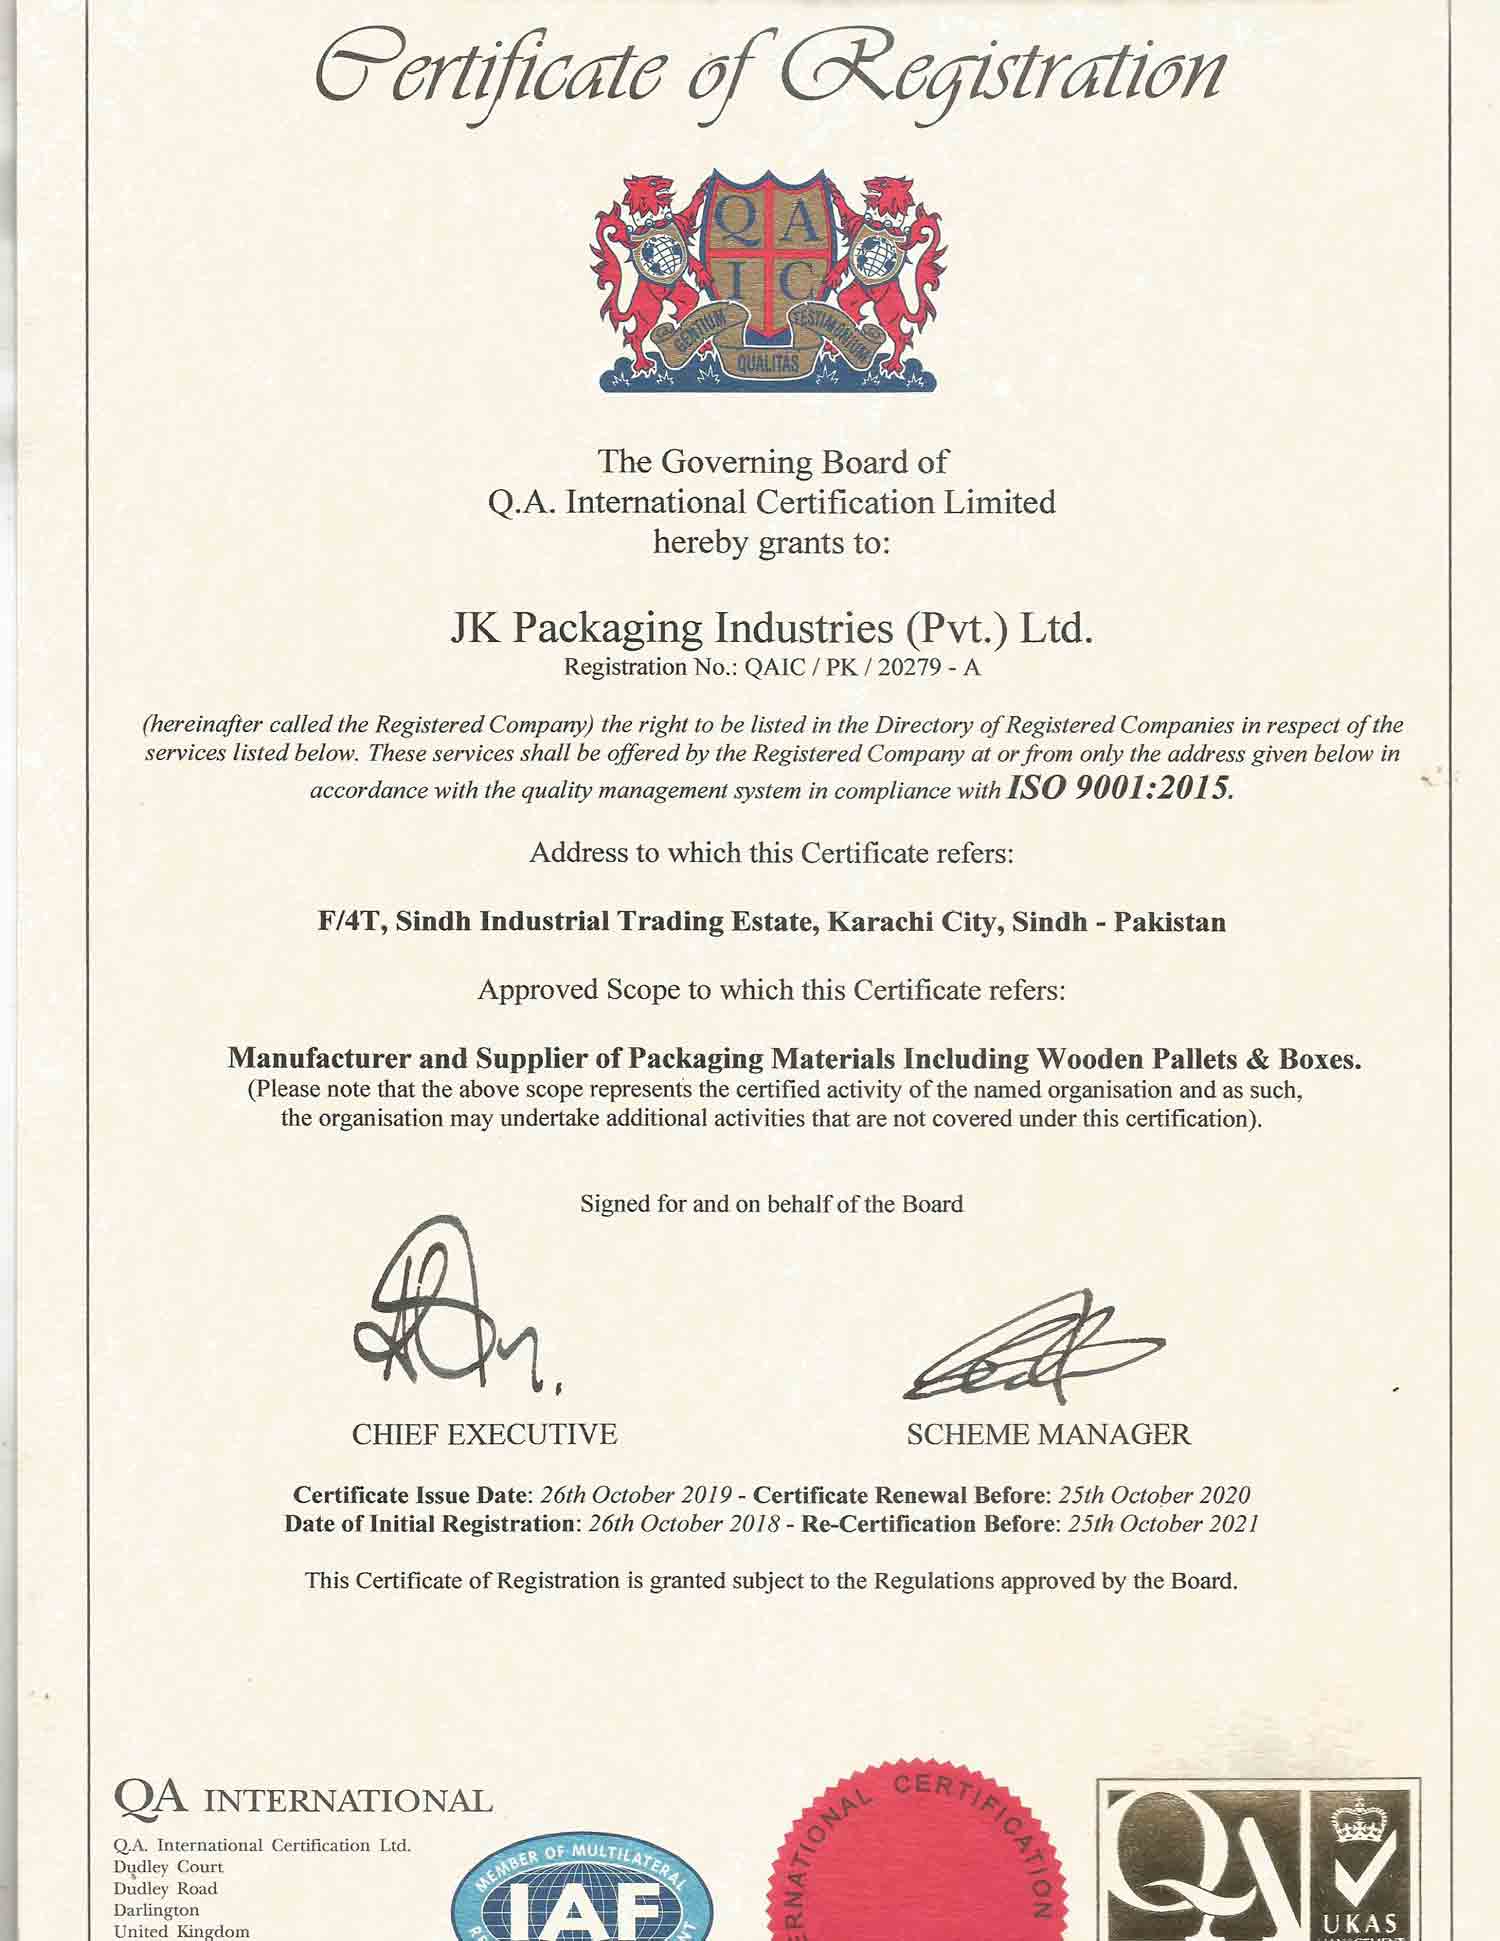 Certificate of Registration
Q A
I C
GENTIUM QUALITAS TESTIMONIUM
The Governing Board of
Q.A. International Certification Limited
hereby grants to:
JK Packaging Industries (Pvt.) Ltd.
Registration No.: QAIC / PK / 20279 - A
(hereinafter called the Registered Company) the right to be listed in the Directory of Registered Companies in respect of the
services listed below. These services shall be offered by the Registered Company at or from only the address given below in
accordance with the quality management system in compliance with ISO 9001:2015.
Address to which this Certificate refers:
F/4T, Sindh Industrial Trading Estate, Karachi City, Sindh - Pakistan
Approved Scope to which this Certificate refers:
Manufacturer and Supplier of Packaging Materials Including Wooden Pallets & Boxes.
(Please note that the above scope represents the certified activity of the named organisation and as such,
the organisation may undertake additional activities that are not covered under this certification).
Signed for and on behalf of the Board
CHIEF EXECUTIVE
SCHEME MANAGER
Certificate Issue Date: 26th October 2019 - Certificate Renewal Before: 25th October 2020
Date of Initial Registration: 26th October 2018 - Re-Certification Before: 25th October 2021
This Certificate of Registration is granted subject to the Regulations approved by the Board.
QA INTERNATIONAL
Q.A. International Certification Ltd.
Dudley Court
Dudley Road
Darlington
United Kingdom
MEMBER OF MULTILATERAL
IAF
CERTIFICATION
QA
UKAS